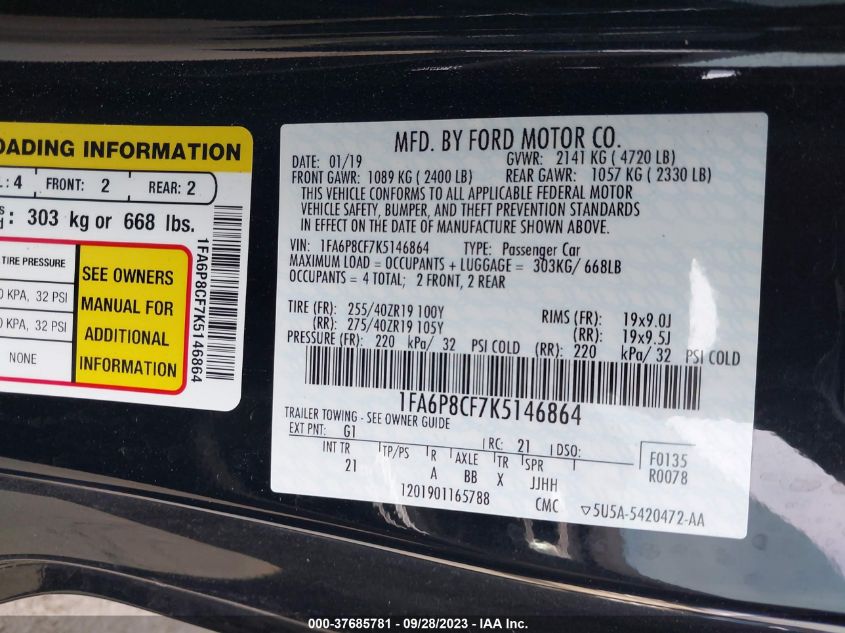 OADING INFORMATION
: 4 FRONT: 2 REAR: 2
: 303 kg or 668 lbs.
TIRE PRESSURE
0 KPA, 32 PSI
0 KPA, 32 PSI
NONE
SEE OWNERS
MANUAL FOR
ADDITIONAL
INFORMATION
1FA6P8CF7K5146864
MFD. BY FORD MOTOR CO.
DATE: 01/19 GVWR: 2141 KG ( 4720 LB)
FRONT GAWR: 1089 KG ( 2400 LB) REAR GAWR: 1057 KG ( 2330 LB)
THIS VEHICLE CONFORMS TO ALL APPLICABLE FEDERAL MOTOR
VEHICLE SAFETY, BUMPER, AND THEFT PREVENTION STANDARDS
IN EFFECT ON THE DATE OF MANUFACTURE SHOWN ABOVE.
VIN: 1FA6P8CF7K5146864 TYPE: Passenger Car
MAXIMUM LOAD = OCCUPANTS + LUGGAGE = 303KG/ 668LB
OCCUPANTS = 4 TOTAL; 2 FRONT, 2 REAR
TIRE (FR): 255/40ZR19 100Y RIMS (FR): 19x9.0J
(RR): 275/40ZR19 105Y (RR): 19x9.5J
PRESSURE (FR): 220 kPa/ 32 PSI COLD (RR): 220 kPa/ 32 PSI COLD
1FA6P8CF7K5146864
TRAILER TOWING - SEE OWNER GUIDE
EXT PNT: G1 RC: 21 DSO: F0135
INT TR TP/PS R AXLE TR SPR R0078
21 A BB X JJHH
1201901165788 CMC ▽5U5A-5420472-AA
000-37685781 | 09/28/2023 | IAA Inc.